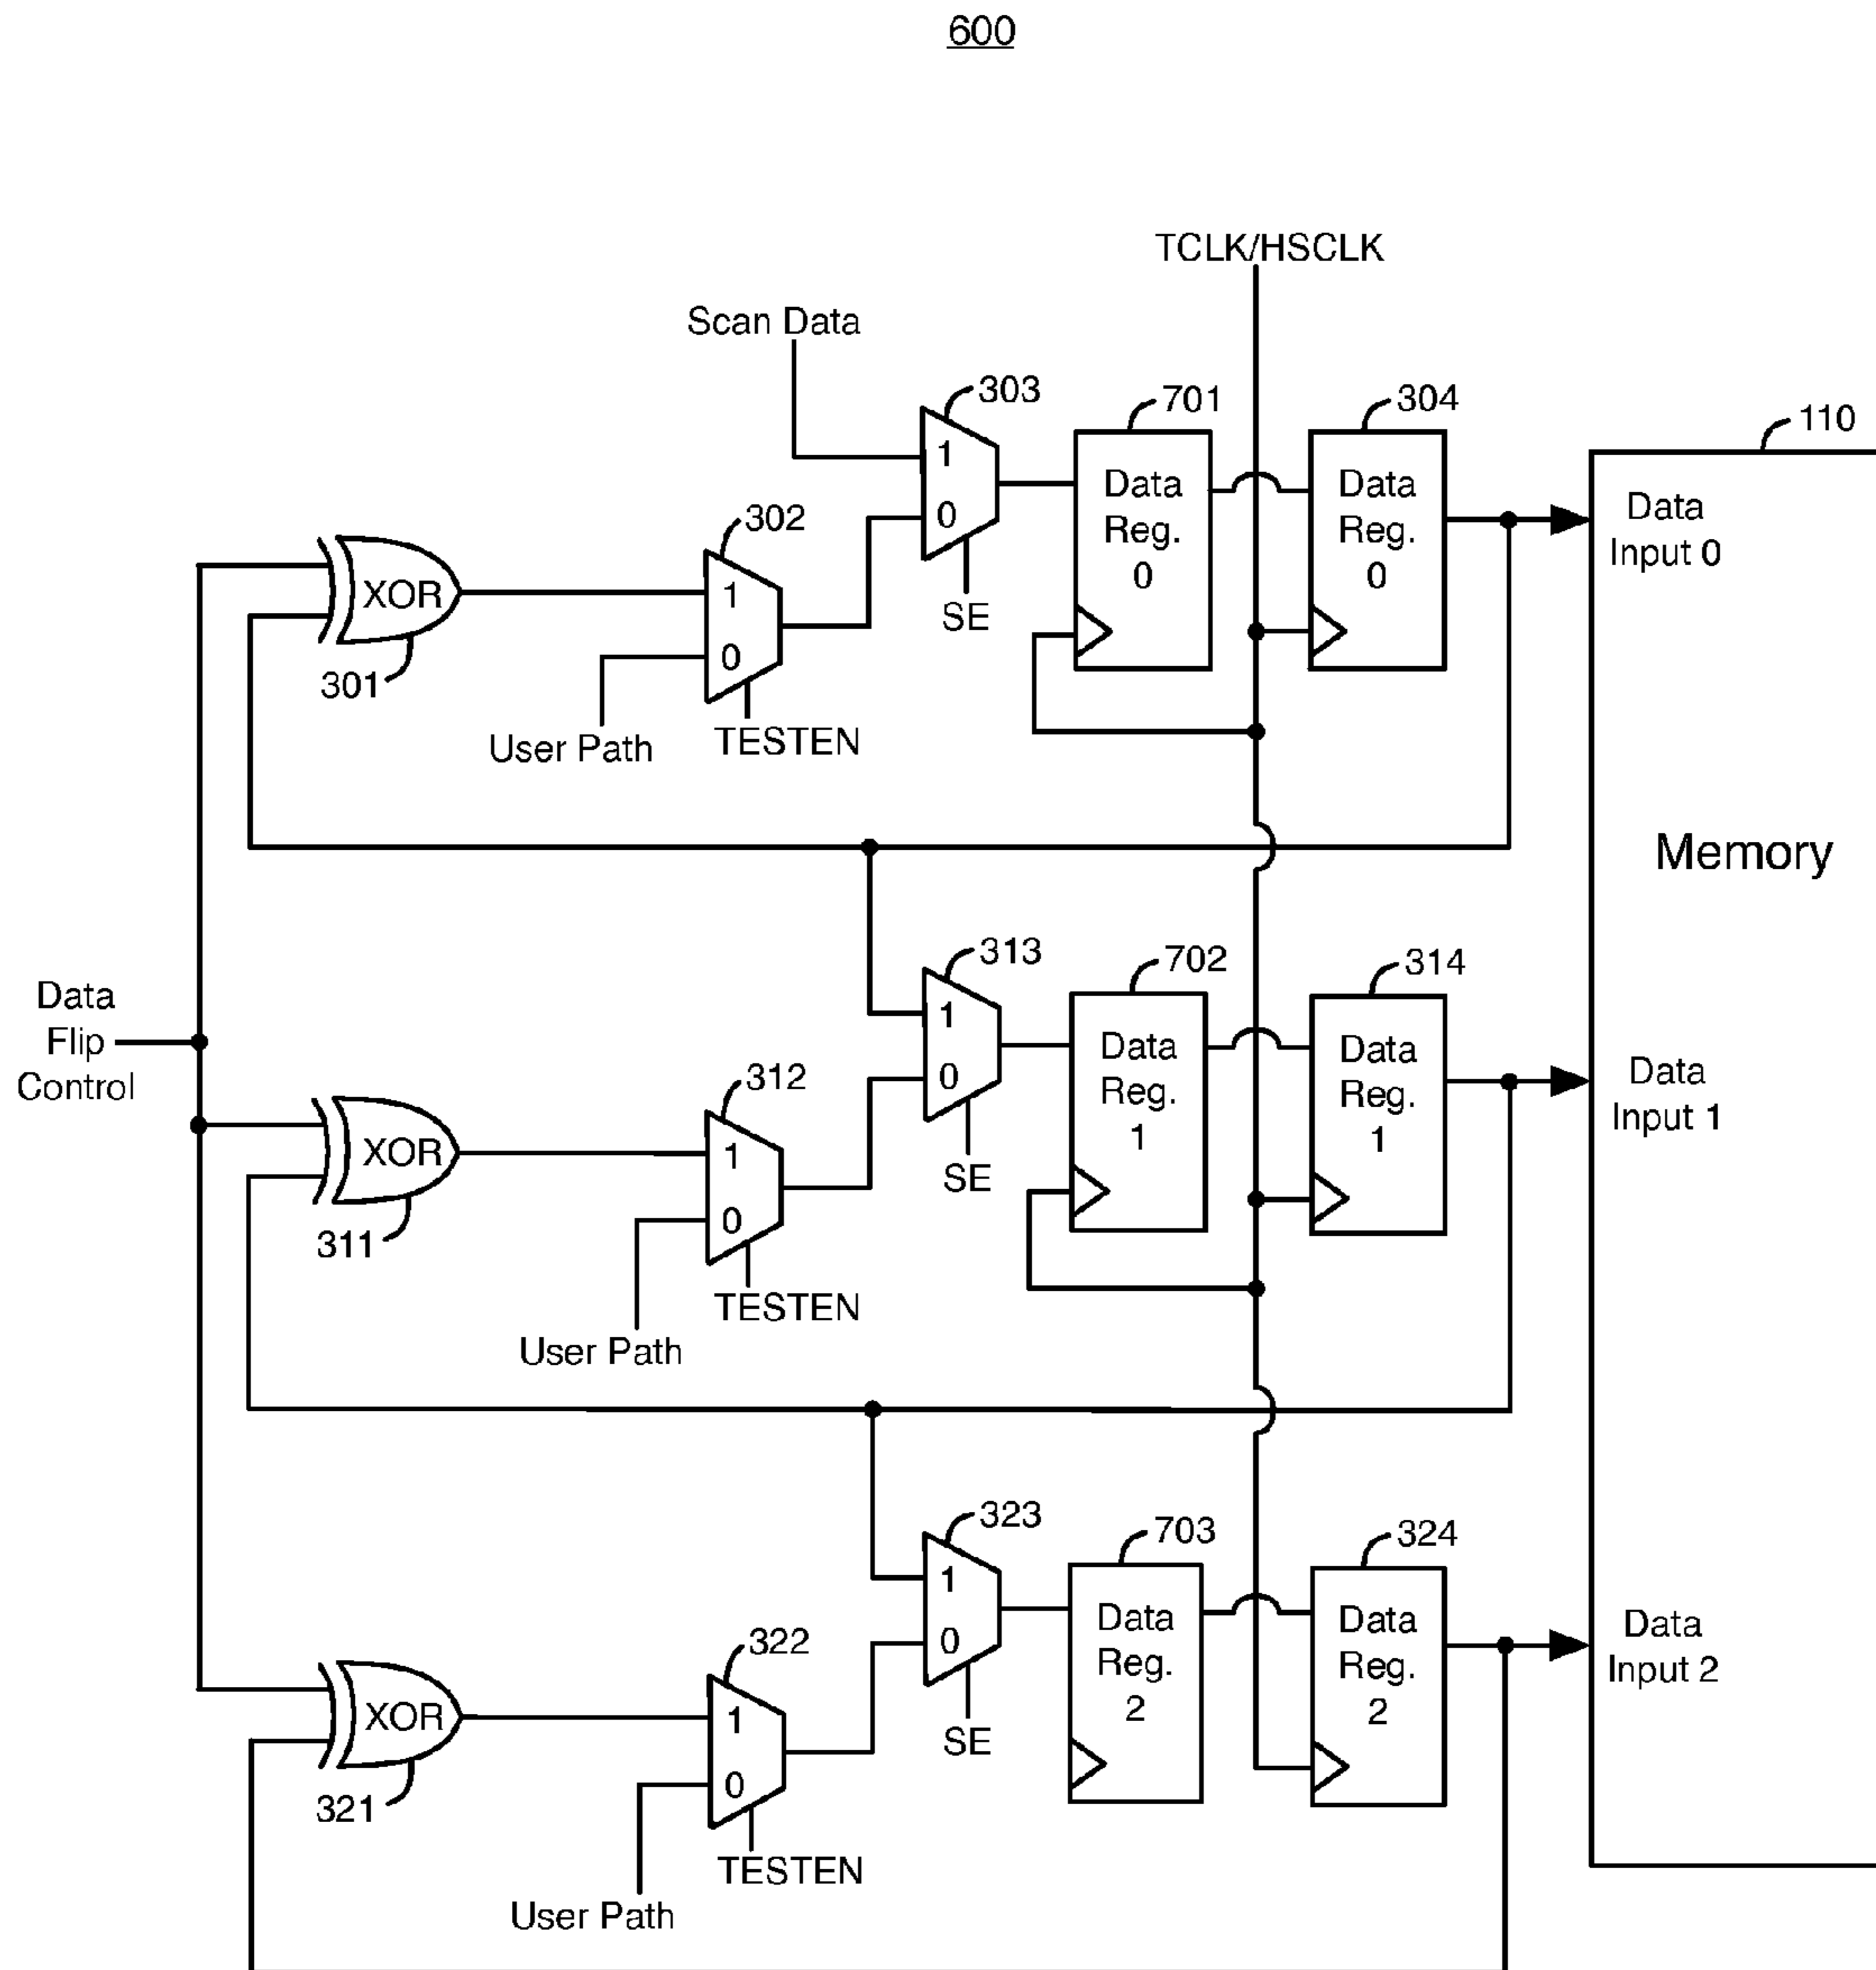 600
TCLK/HSCLK
Scan Data
303
701
304
110
1
0
SE
Data
Reg.
0
Data
Reg.
0
Data
Input 0
302
XOR
1
0
301
User Path
TESTEN
Memory
313
702
314
1
0
SE
Data
Reg.
1
Data
Reg.
1
Data
Input 1
Data
Flip
Control
312
XOR
1
0
311
TESTEN
User Path
323
703
324
1
0
SE
Data
Reg.
2
Data
Reg.
2
Data
Input 2
322
XOR
1
0
321
TESTEN
User Path